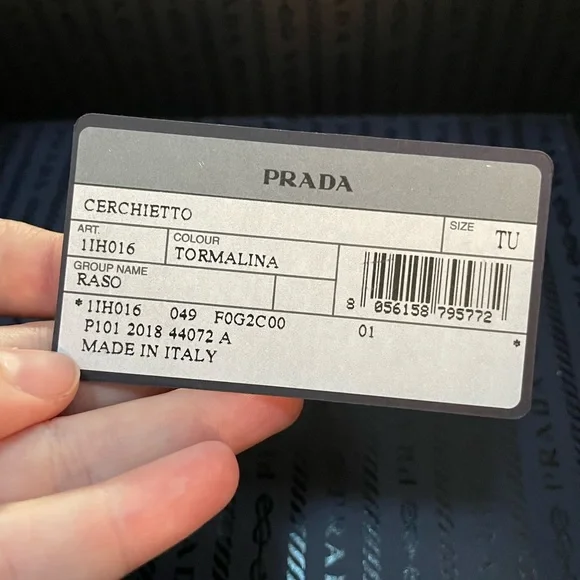 PRADA
CERCHIETTO
SIZE TU
ART.
1IH016
COLOUR
TORMALINA
GROUP NAME
RASO
8 056158 795772
*1IH016 049 F0G2C00 01
P101 2018 44072 A *
MADE IN ITALY
PRADA